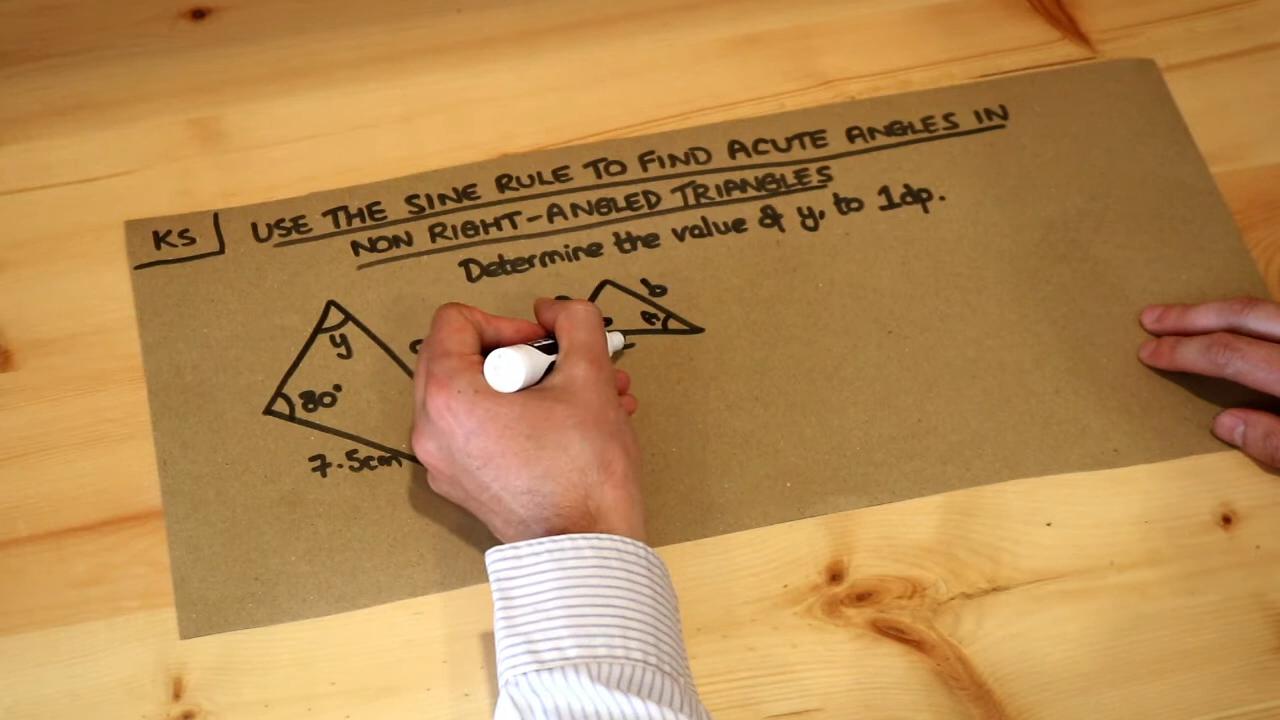 KS
USE THE SINE RULE TO FIND ACUTE ANGLES IN
NON RIGHT-ANGLED TRIANGLES
Determine the value of y, to 1dp.
b
y
80°
7.5cm